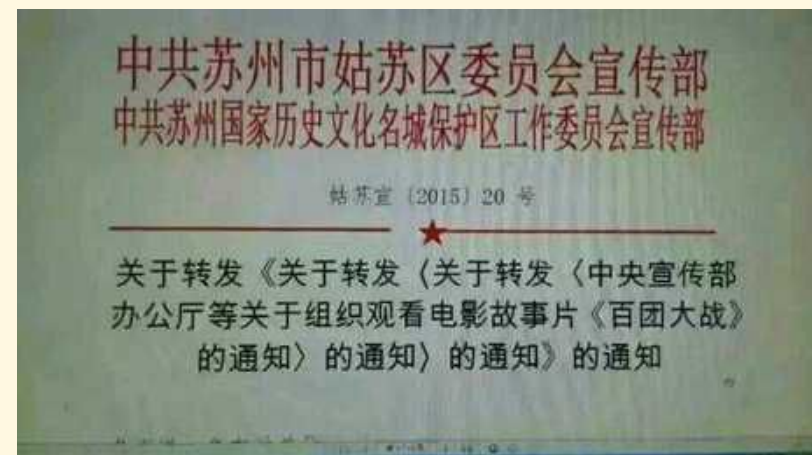 中共苏州市姑苏区委员会宣传部
中共苏州国家历史文化名城保护区工作委员会宣传部
姑苏宣〔2015〕20 号
关于转发《关于转发〈关于转发〈中央宣传部
办公厅等关于组织观看电影故事片《百团大战》
的通知〉的通知〉的通知》的通知